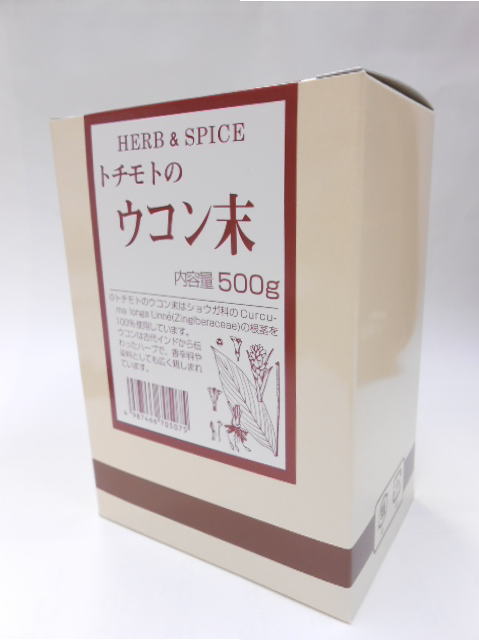 HERB & SPICE
トチモトの
ウコン末
内容量 500g
◎トチモトのウコン末はショウガ科のCurcu-
ma longa Linné(Zingiberaceae)の根茎を
100%使用しています。
ウコンは古代インドから伝
わったハーブで、香辛料や
染料としても広く親しまれ
ています。
4 987466 705075